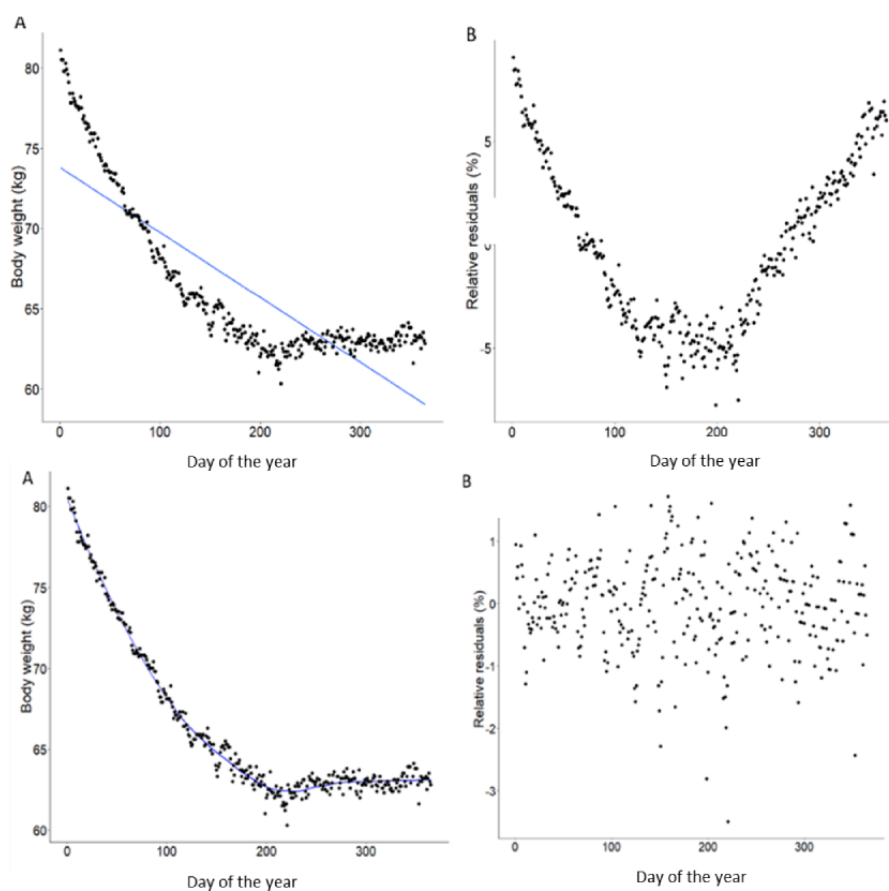 A
Body weight (kg)
80
75
70
65
60
0 100 200 300
Day of the year
B
Relative residuals (%)
5
0
-5
0 100 200 300
Day of the year
A
Body weight (kg)
80
75
70
65
60
0 100 200 300
Day of the year
B
Relative residuals (%)
1
0
-1
-2
-3
0 100 200 300
Day of the year